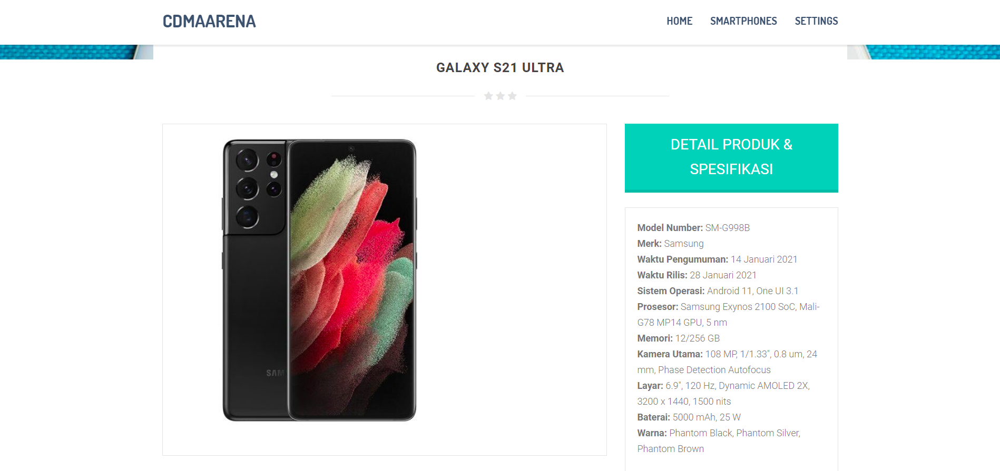 CDMAARENA
HOME SMARTPHONES SETTINGS
GALAXY S21 ULTRA
SAM
DETAIL PRODUK &
SPESIFIKASI
Model Number: SM-G998B
Merk: Samsung
Waktu Pengumuman: 14 Januari 2021
Waktu Rilis: 28 Januari 2021
Sistem Operasi: Android 11, One UI 3.1
Prosesor: Samsung Exynos 2100 SoC, Mali-
G78 MP14 GPU, 5 nm
Memori: 12/256 GB
Kamera Utama: 108 MP, 1/1.33", 0.8 um, 24
mm, Phase Detection Autofocus
Layar: 6.9", 120 Hz, Dynamic AMOLED 2X,
3200 x 1440, 1500 nits
Baterai: 5000 mAh, 25 W
Warna: Phantom Black, Phantom Silver,
Phantom Brown